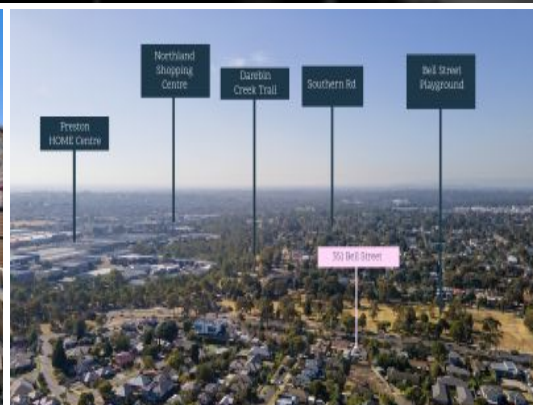 Northland
Shopping
Centre
Darebin
Creek Trail
Southern Rd
Bell Street
Playground
Preston
HOME Centre
351 Bell Street